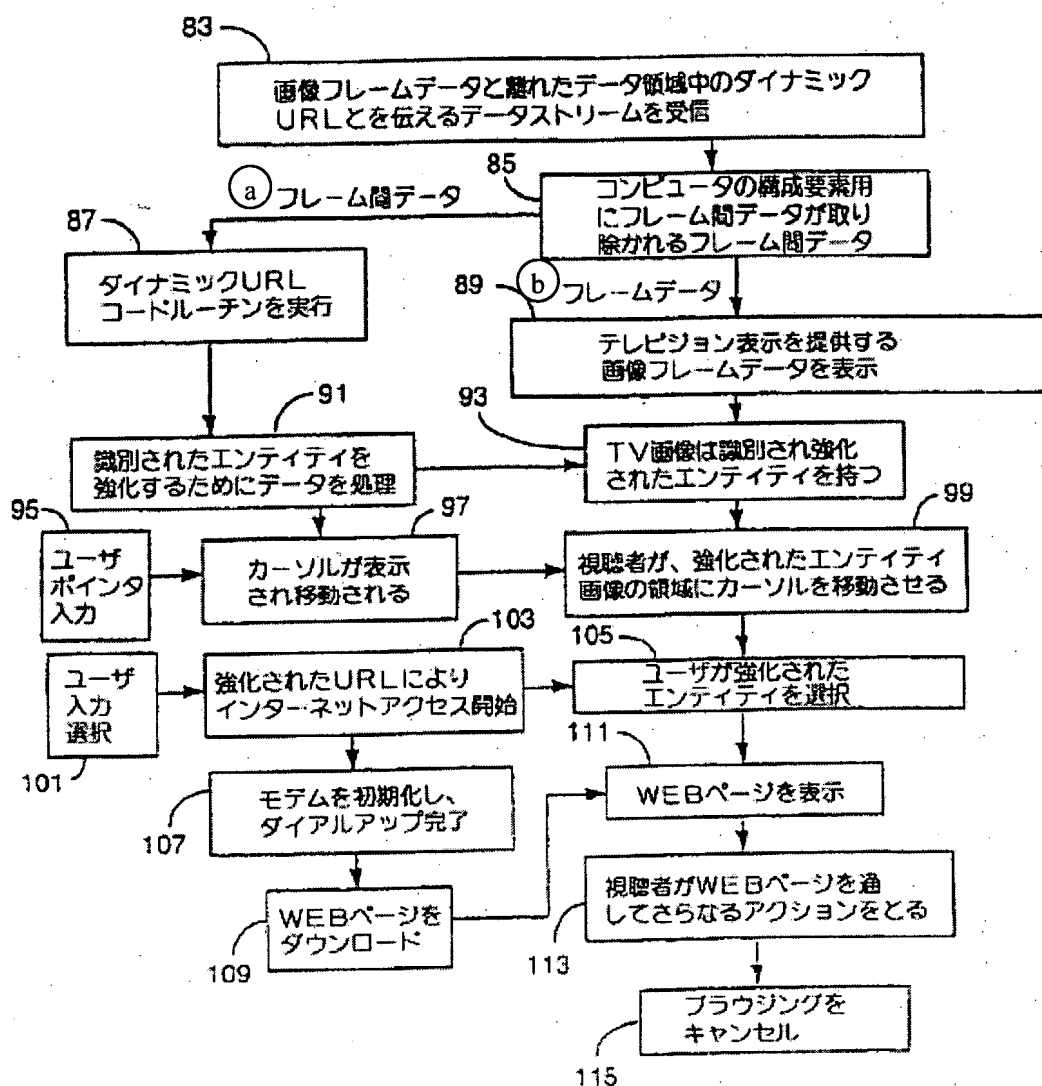 83
画像フレームデータと離れたデータ領域中のダイナミック
URLとを伝えるデータストリームを受信
85
コンピュータの構成要素用
にフレーム間データが取り
除かれるフレーム間データ
a フレーム間データ
87
ダイナミックURL
コードルーチンを実行
b フレームデータ
89
テレビジョン表示を提供する
画像フレームデータを表示
91
識別されたエンティティを
強化するためにデータを処理
93
TV画像は識別され強化
されたエンティティを持つ
95
ユーザ
ポインタ
入力
97
カーソルが表示
され移動される
99
視聴者が、強化されたエンティティ
画像の領域にカーソルを移動させる
101
ユーザ
入力
選択
103
強化されたURLにより
インターネットアクセス開始
105
ユーザが強化された
エンティティを選択
107
モデムを初期化し、
ダイアルアップ完了
111
WEBページを表示
109
WEBページを
ダウンロード
113
視聴者がWEBページを通
してさらなるアクションをとる
115
ブラウジングを
キャンセル